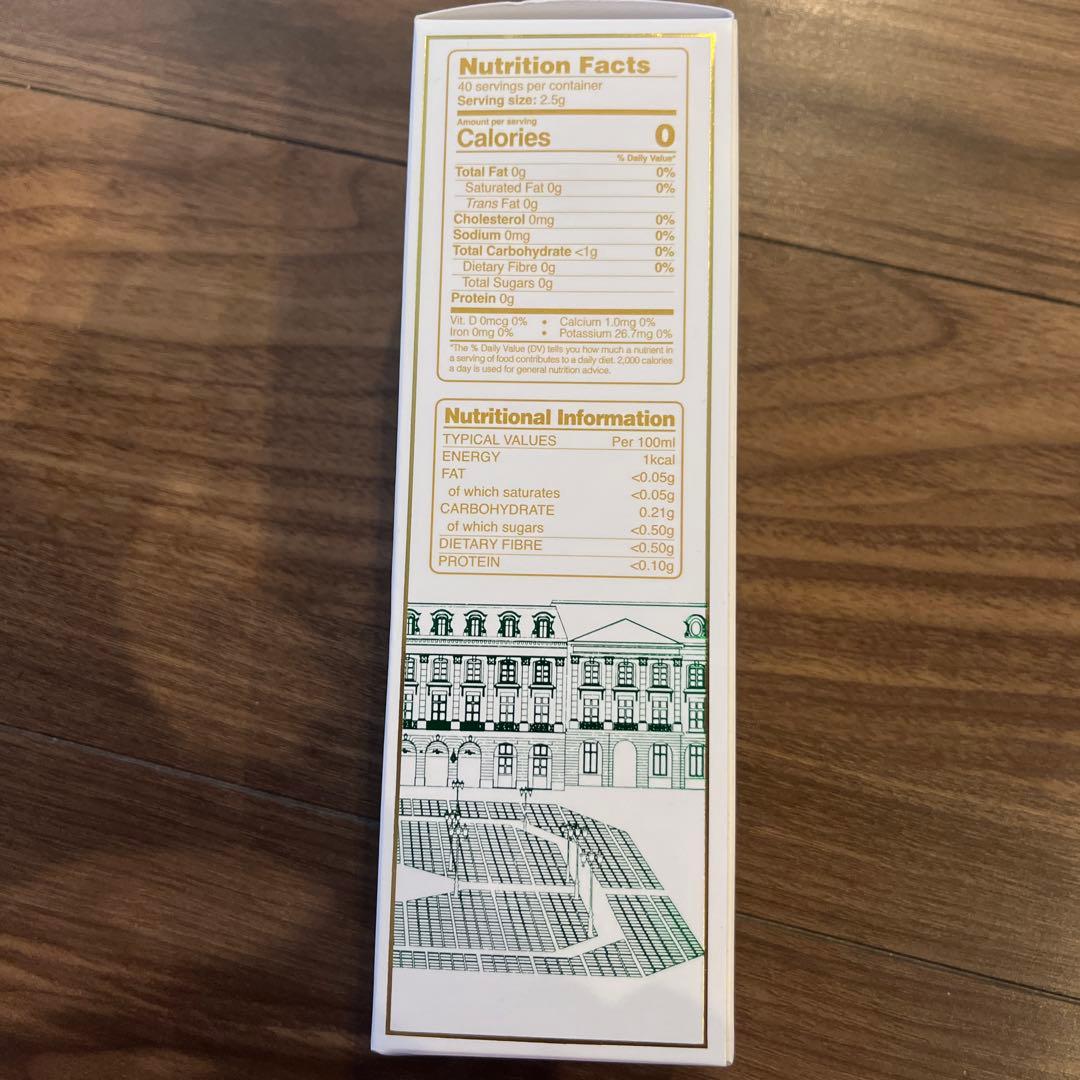 Nutrition Facts
40 servings per container
Serving size: 2.5g
Amount per serving
Calories 0
% Daily Value*
Total Fat 0g 0%
Saturated Fat 0g 0%
Trans Fat 0g
Cholesterol 0mg 0%
Sodium 0mg 0%
Total Carbohydrate <1g 0%
Dietary Fibre 0g 0%
Total Sugars 0g
Protein 0g
Vit. D 0mcg 0% • Calcium 1.0mg 0%
Iron 0mg 0% • Potassium 26.7mg 0%
*The % Daily Value (DV) tells you how much a nutrient in
a serving of food contributes to a daily diet. 2,000 calories
a day is used for general nutrition advice.
Nutritional Information
TYPICAL VALUES Per 100ml
ENERGY 1kcal
FAT <0.05g
of which saturates <0.05g
CARBOHYDRATE 0.21g
of which sugars <0.50g
DIETARY FIBRE <0.50g
PROTEIN <0.10g